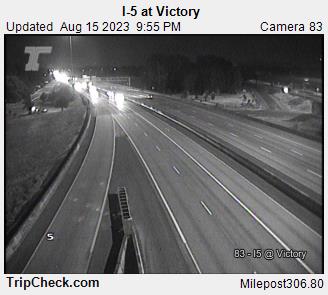 I-5 at Victory
Updated Aug 15 2023 9:55 PM Camera 83
T
S
83 - I5 @ Victory
TripCheck.com Milepost306.80